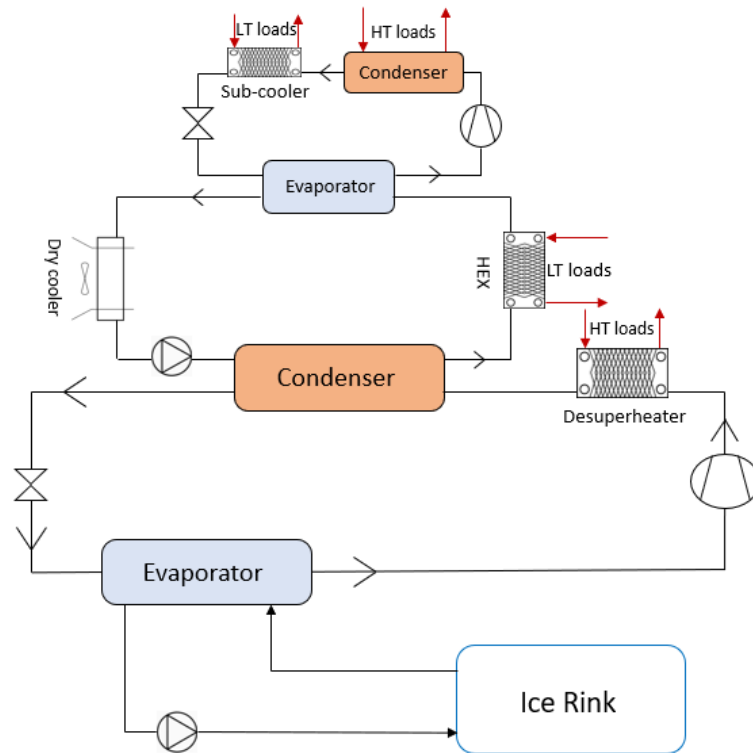 LT loads
HT loads
Condenser
Sub-cooler
Evaporator
Dry cooler
HEX
LT loads
HT loads
Condenser
Desuperheater
Evaporator
Ice Rink